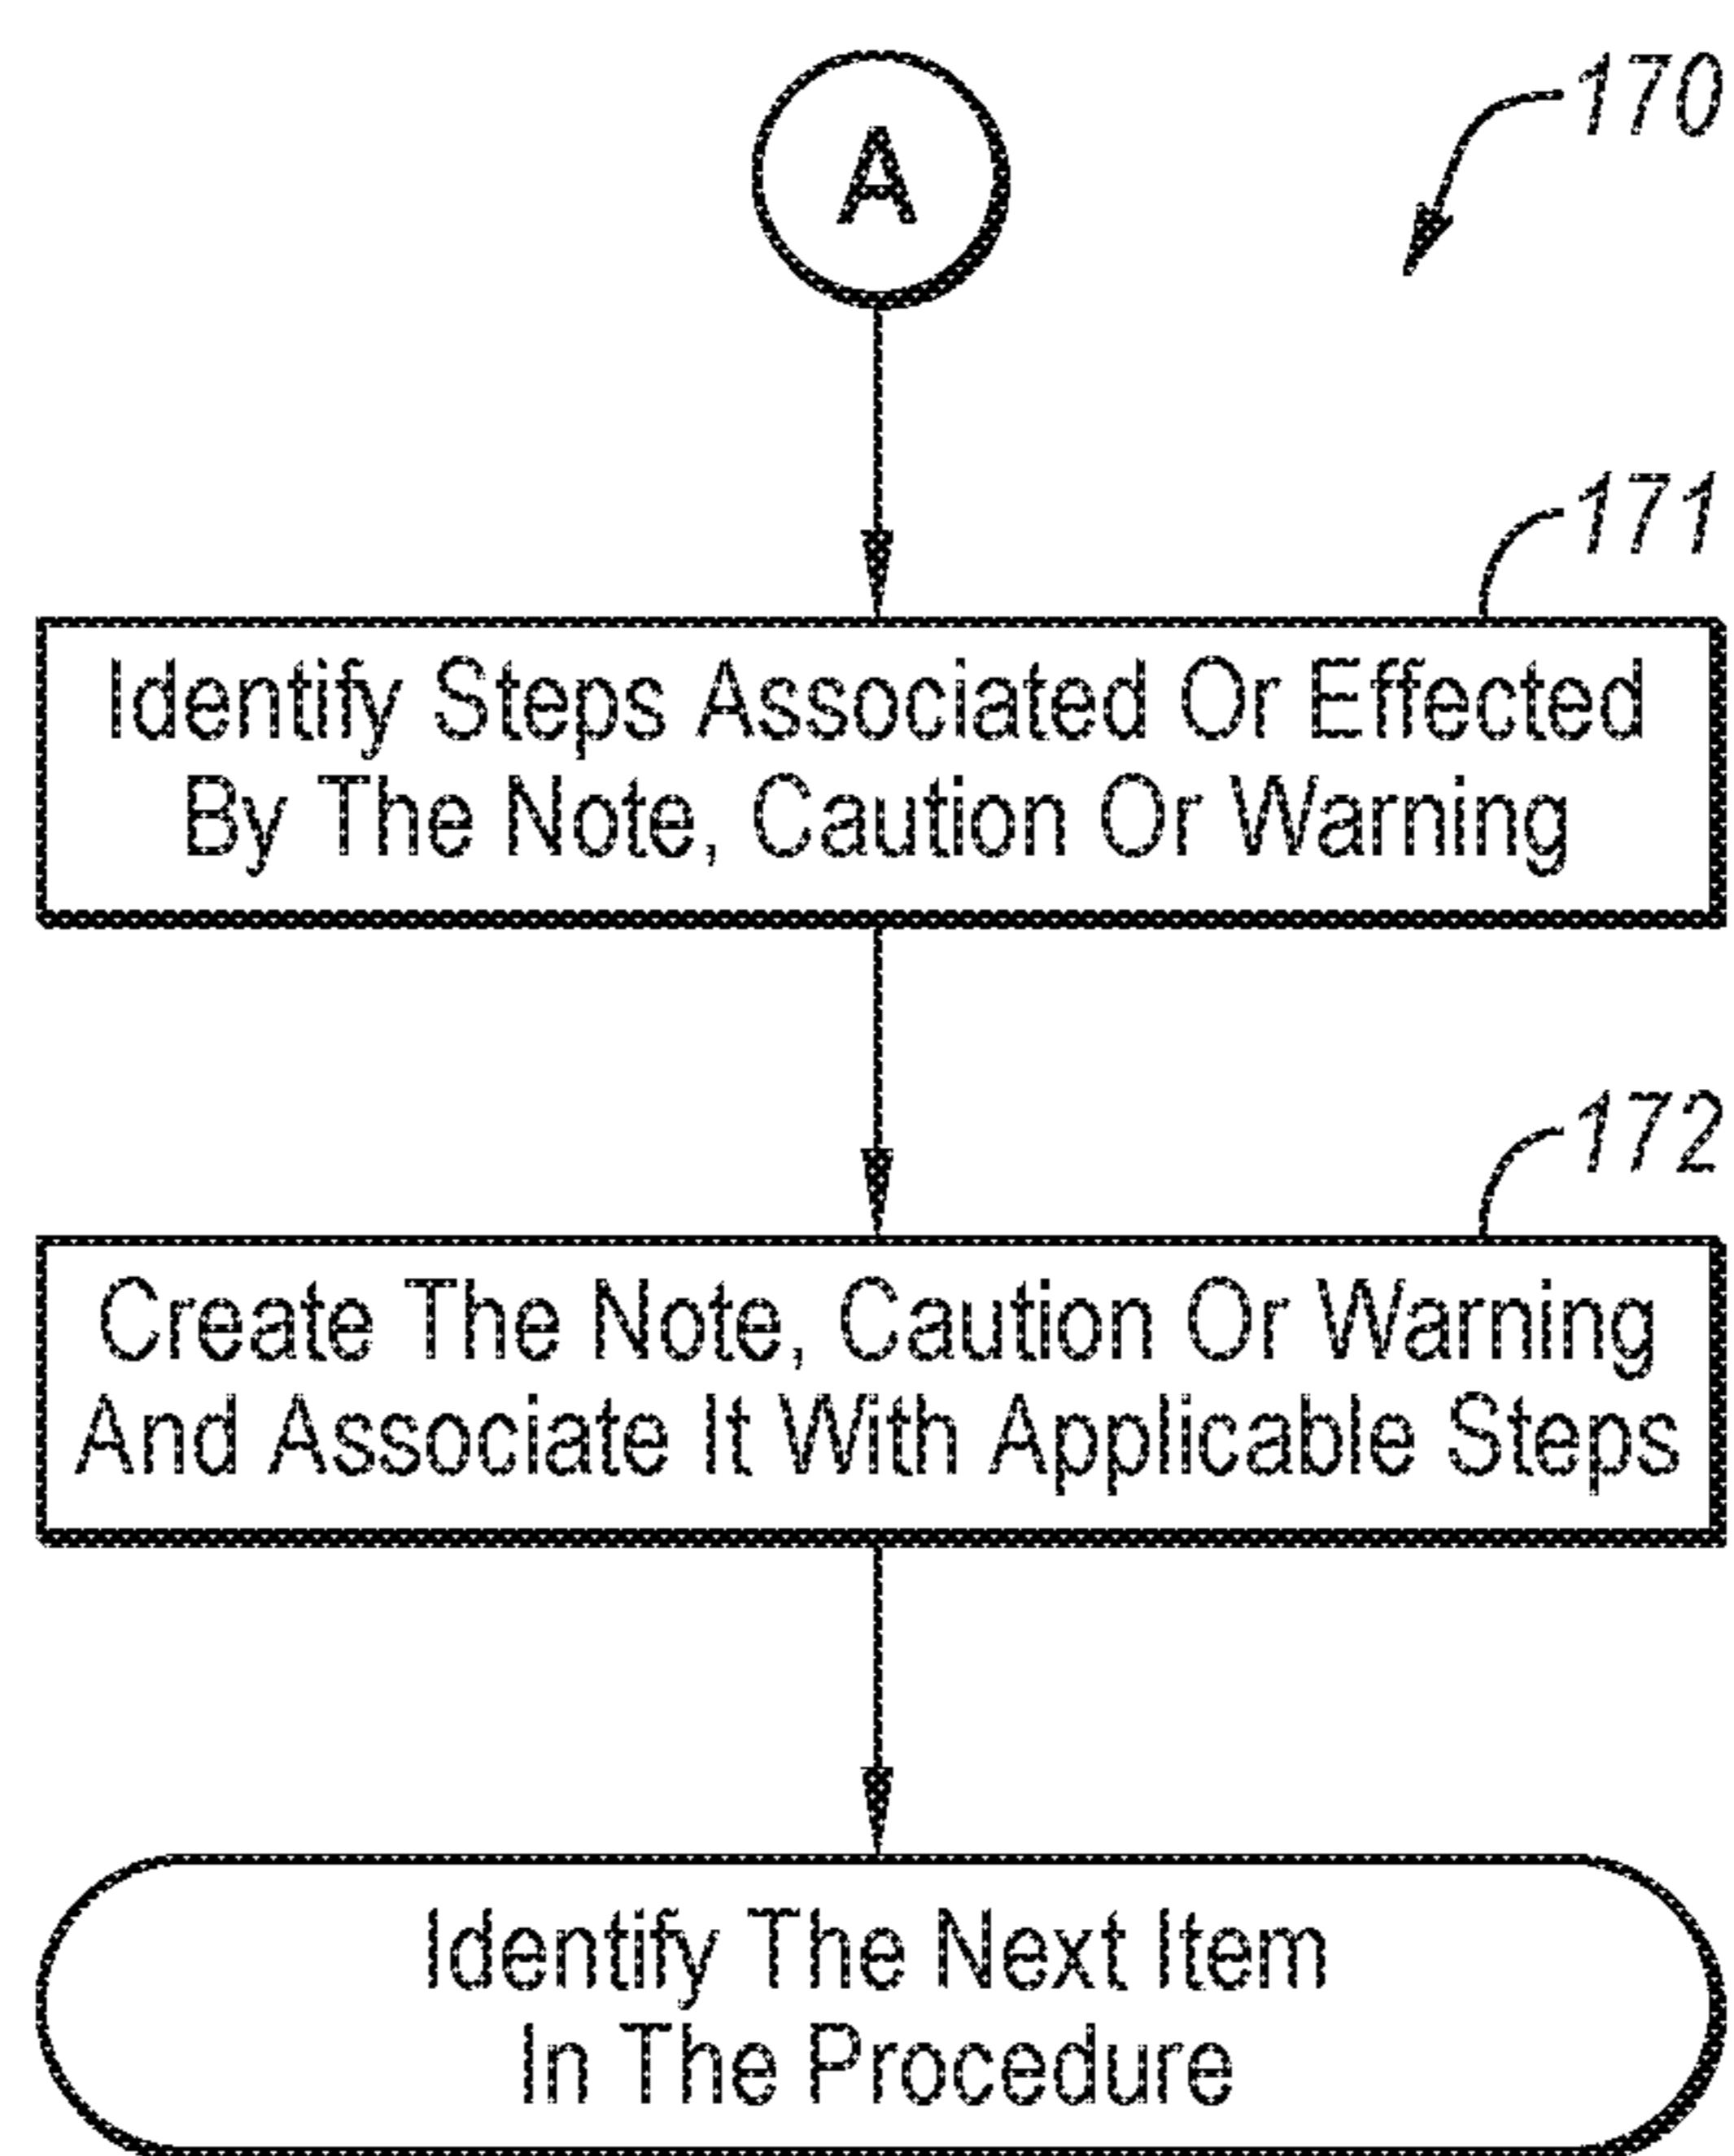 A
170
171
Identify Steps Associated Or Effected
By The Note, Caution Or Warning
172
Create The Note, Caution Or Warning
And Associate It With Applicable Steps
Identify The Next Item
In The Procedure